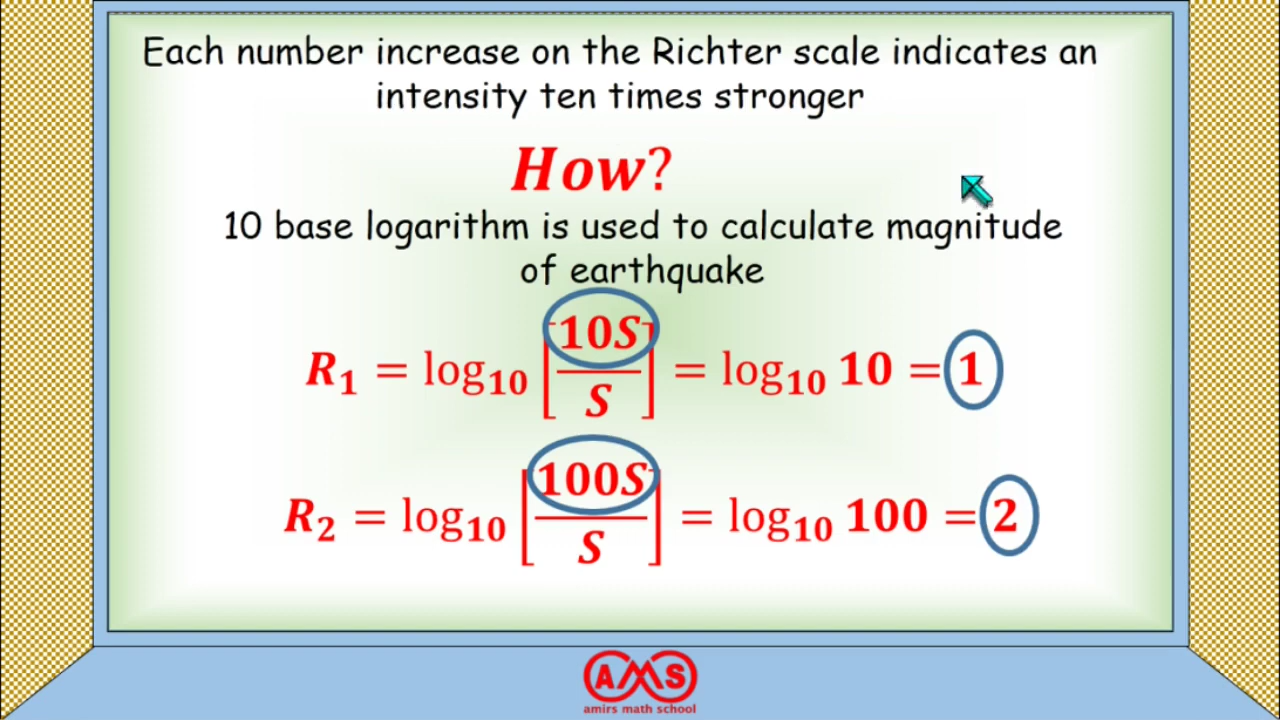 Each number increase on the Richter scale indicates an
intensity ten times stronger
How?
10 base logarithm is used to calculate magnitude
of earthquake
R₁ = log₁₀ [10S/S] = log₁₀ 10 = 1
R₂ = log₁₀ [100S/S] = log₁₀ 100 = 2
AMS
amirs math school